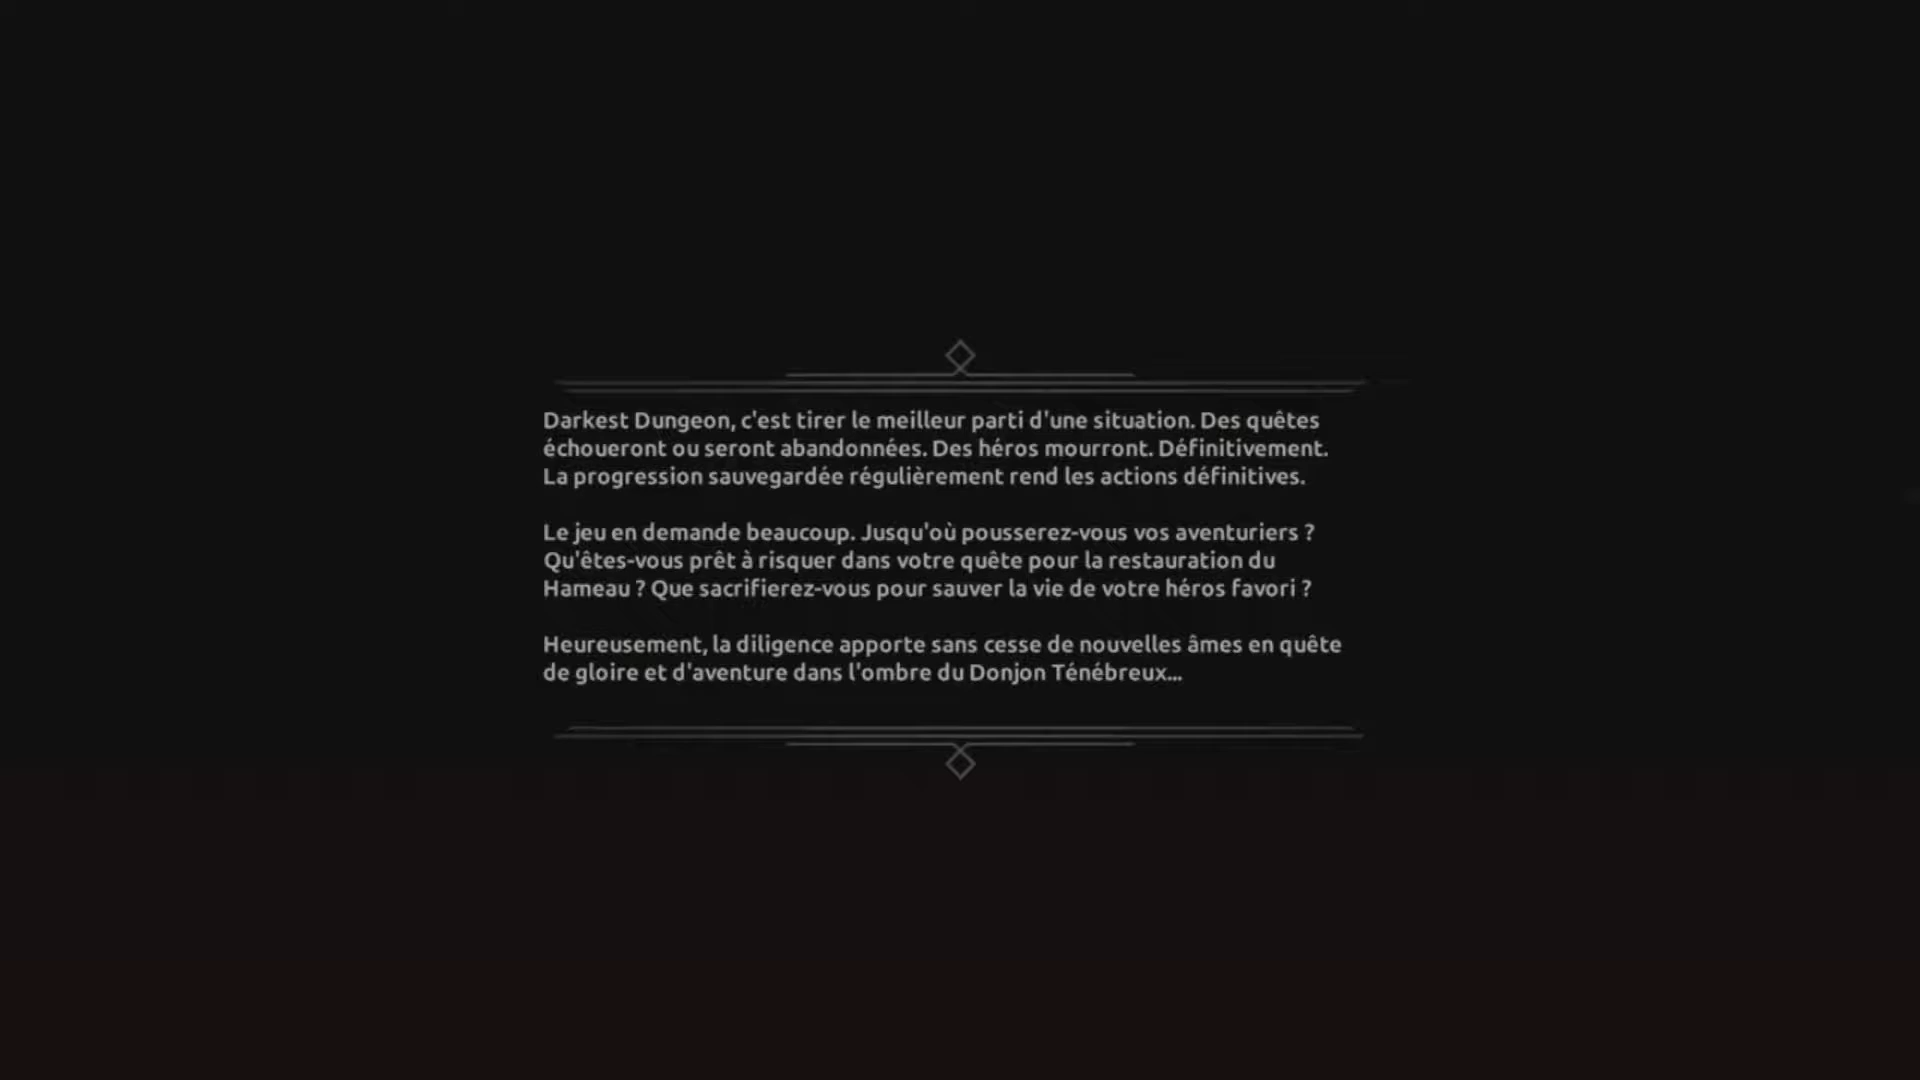 Darkest Dungeon, c'est tirer le meilleur parti d'une situation. Des quêtes
échoueront ou seront abandonnées. Des héros mourront. Définitivement.
La progression sauvegardée régulièrement rend les actions définitives.
Le jeu en demande beaucoup. Jusqu'où pousserez-vous vos aventuriers ?
Qu'êtes-vous prêt à risquer dans votre quête pour la restauration du
Hameau ? Que sacrifierez-vous pour sauver la vie de votre héros favori ?
Heureusement, la diligence apporte sans cesse de nouvelles âmes en quête
de gloire et d'aventure dans l'ombre du Donjon Ténébreux...